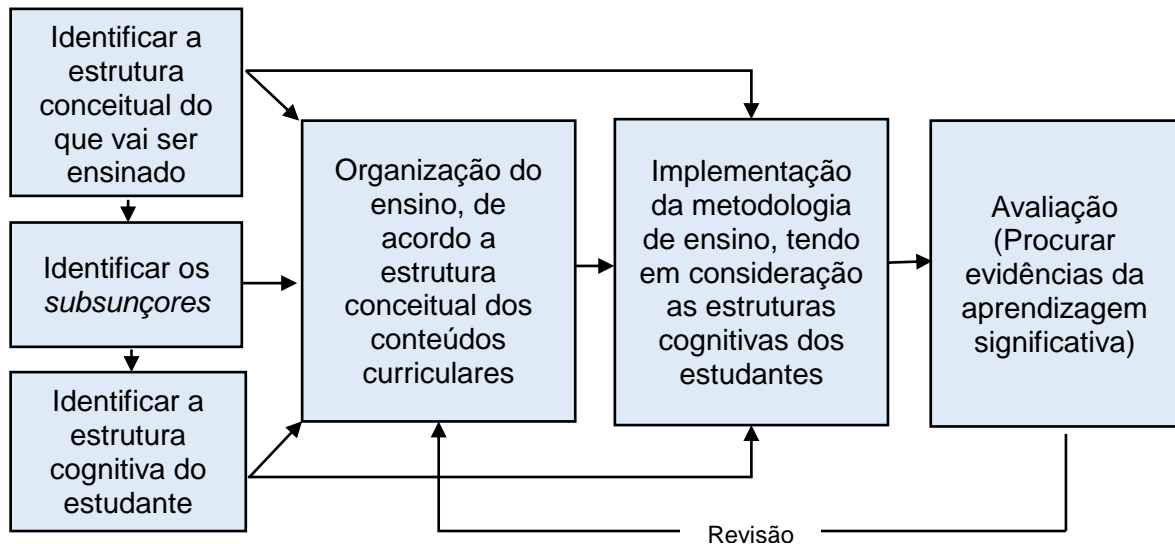 Identificar a
estrutura
conceitual do
que vai ser
ensinado
Identificar os
subsunçores
Identificar a
estrutura
cognitiva do
estudante
Organização do
ensino, de
acordo a
estrutura
conceitual dos
conteúdos
curriculares
Implementação
da metodologia
de ensino, tendo
em consideração
as estruturas
cognitivas dos
estudantes
Avaliação
(Procurar
evidências da
aprendizagem
significativa)
Revisão